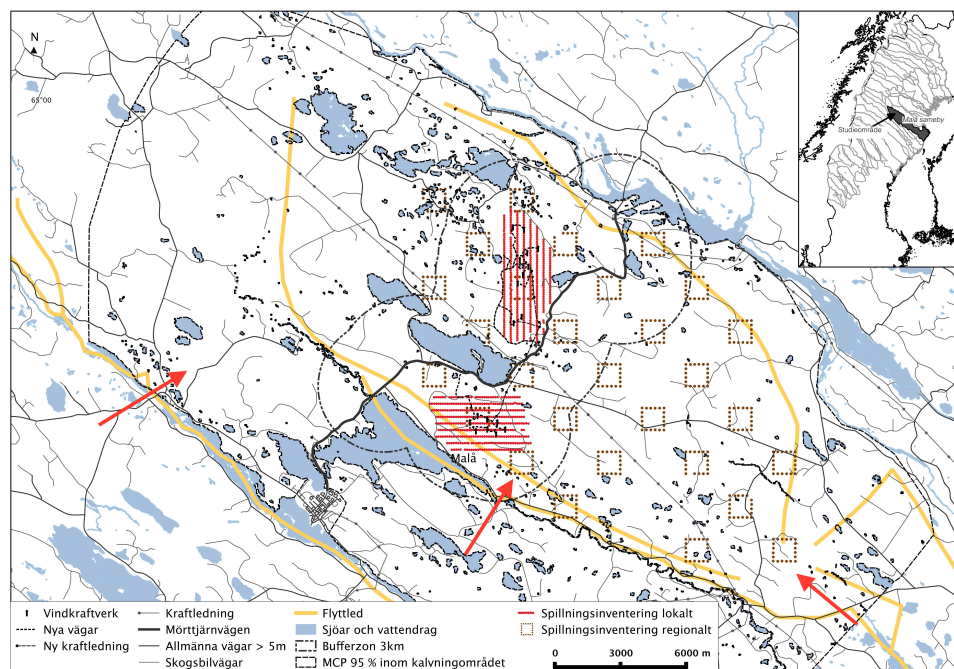 N
65°00
Malå sameby
Studieområde
Malå
Vindkraftverk
Nya vägar
Ny kraftledning
Kraftledning
Mörttjärnvägen
Allmänna vägar > 5m
Skogsbilvägar
Flyttled
Sjöar och vattendrag
Bufferzon 3km
MCP 95 % inom kalvningområdet
Spillningsinventering lokalt
Spillningsinventering regionalt
0 3000 6000 m